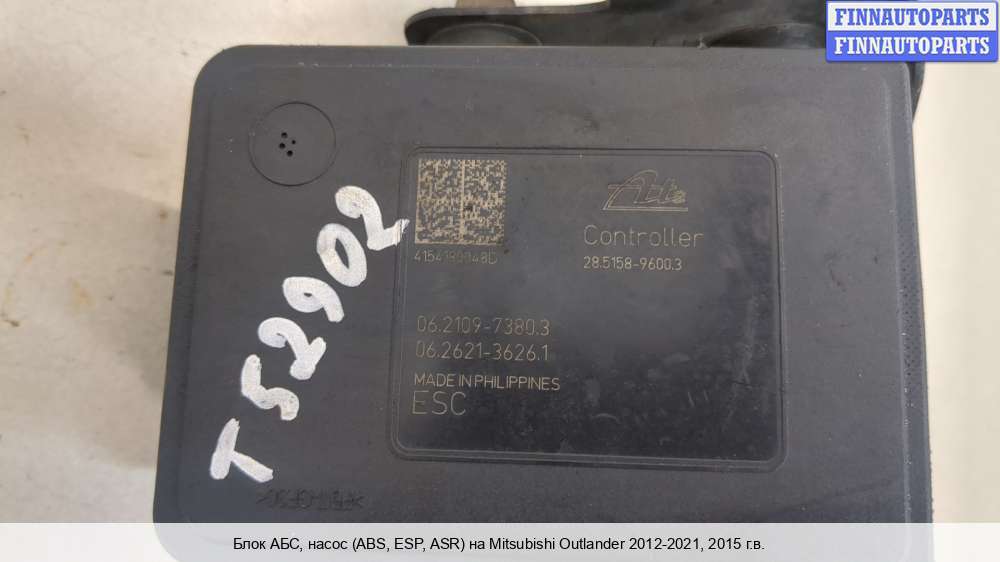 FINNAUTOPARTS
FINNAUTOPARTS
Ate
Controller
28.5158-9600.3
4154190048D
06.2109-7380.3
06.2621-3626.1
MADE IN PHILIPPINES
ESC
T52902
Блок АБС, насос (ABS, ESP, ASR) на Mitsubishi Outlander 2012-2021, 2015 г.в.